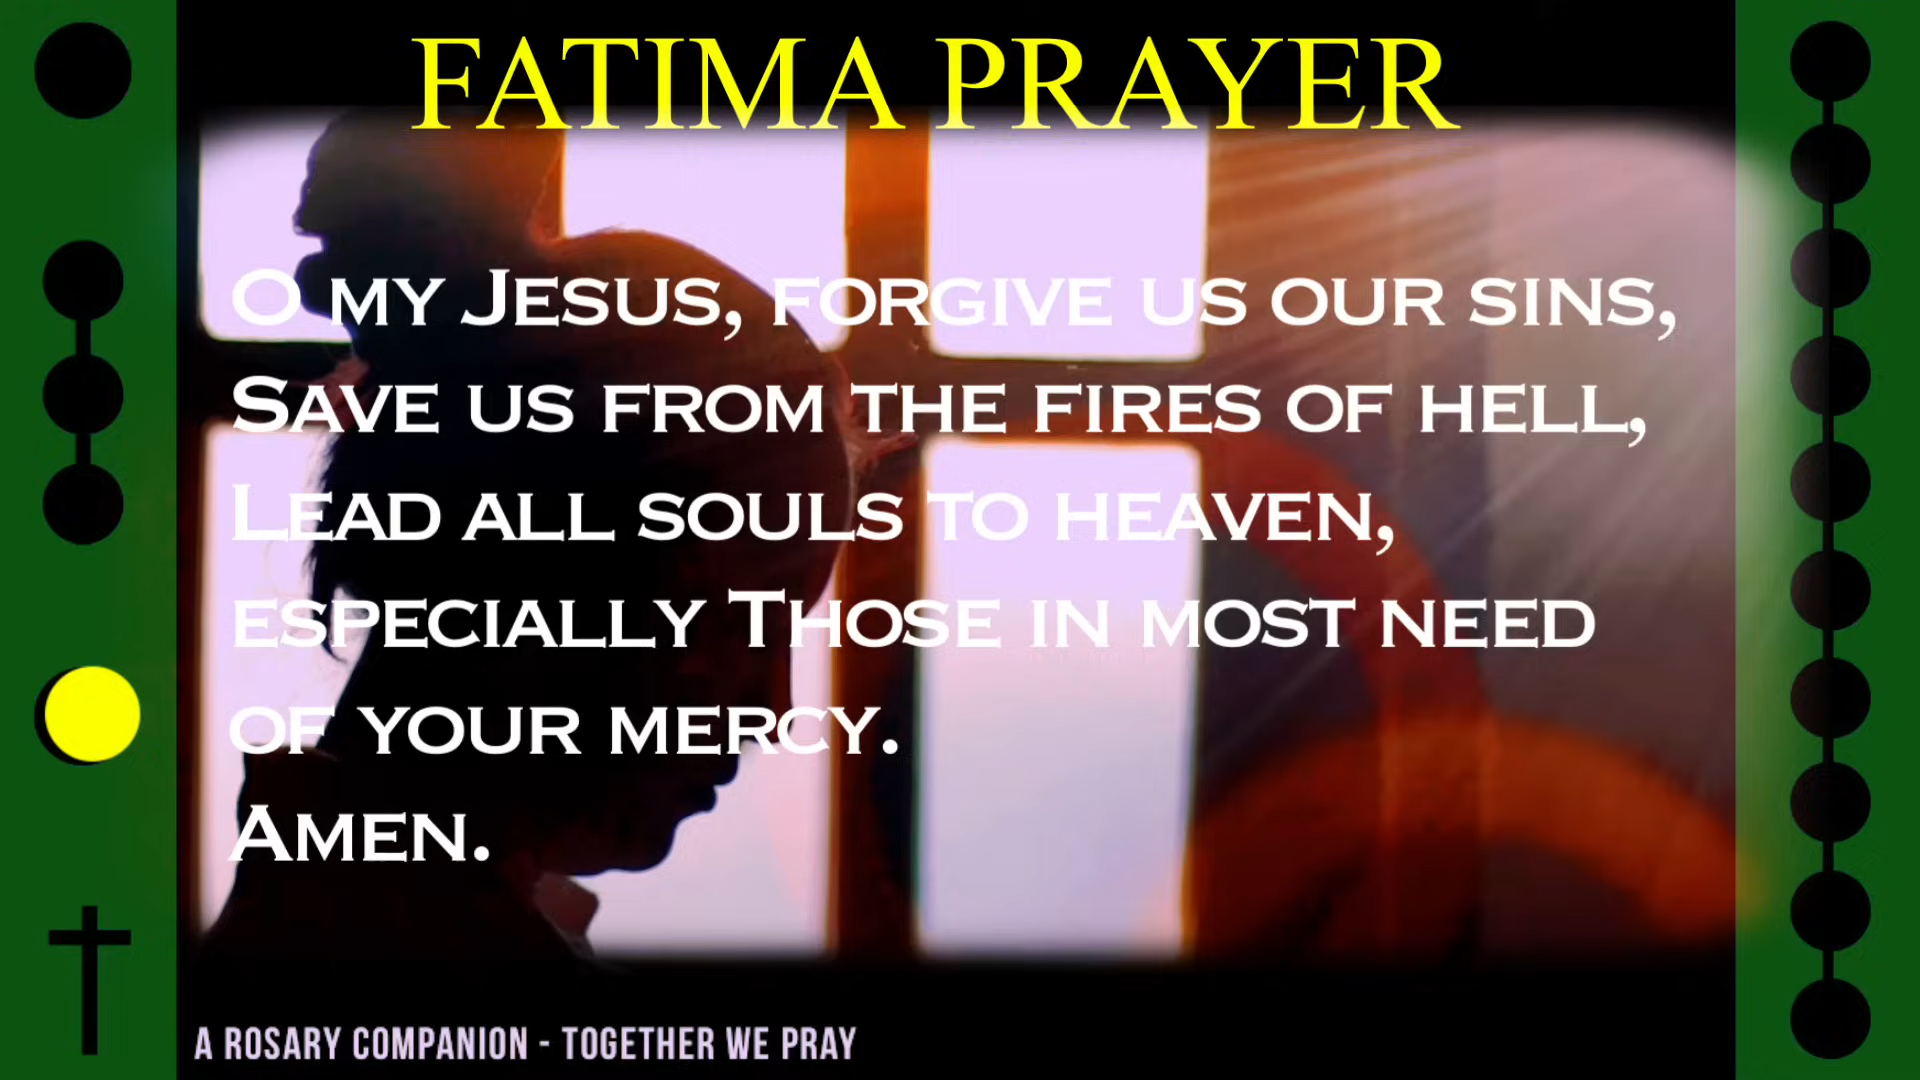 FATIMA PRAYER
O my Jesus, forgive us our sins,
Save us from the fires of hell,
Lead all souls to heaven,
especially Those in most need
of your mercy.
Amen.
A ROSARY COMPANION - TOGETHER WE PRAY